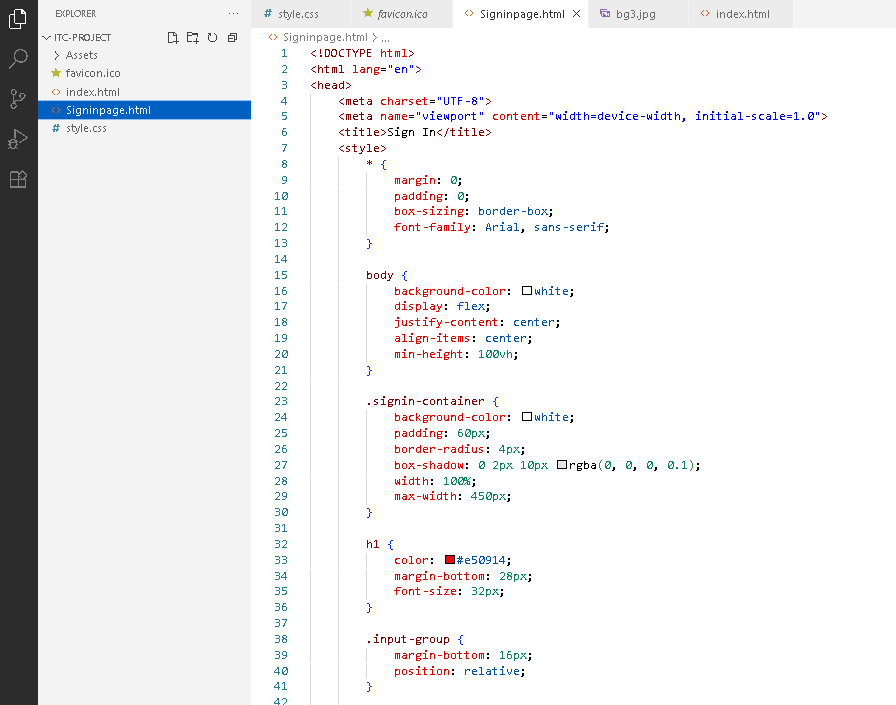 EXPLORER ...
ITC-PROJECT
Assets
favicon.ico
index.html
Signinpage.html
style.css
# style.css favicon.ico Signinpage.html bg3.jpg index.html
Signinpage.html > ...
1 <!DOCTYPE html>
2 <html lang="en">
3 <head>
4 <meta charset="UTF-8">
5 <meta name="viewport" content="width=device-width, initial-scale=1.0">
6 <title>Sign In</title>
7 <style>
8 * {
9 margin: 0;
10 padding: 0;
11 box-sizing: border-box;
12 font-family: Arial, sans-serif;
13 }
14
15 body {
16 background-color: white;
17 display: flex;
18 justify-content: center;
19 align-items: center;
20 min-height: 100vh;
21 }
22
23 .signin-container {
24 background-color: white;
25 padding: 60px;
26 border-radius: 4px;
27 box-shadow: 0 2px 10px rgba(0, 0, 0, 0.1);
28 width: 100%;
29 max-width: 450px;
30 }
31
32 h1 {
33 color: #e50914;
34 margin-bottom: 28px;
35 font-size: 32px;
36 }
37
38 .input-group {
39 margin-bottom: 16px;
40 position: relative;
41 }
42